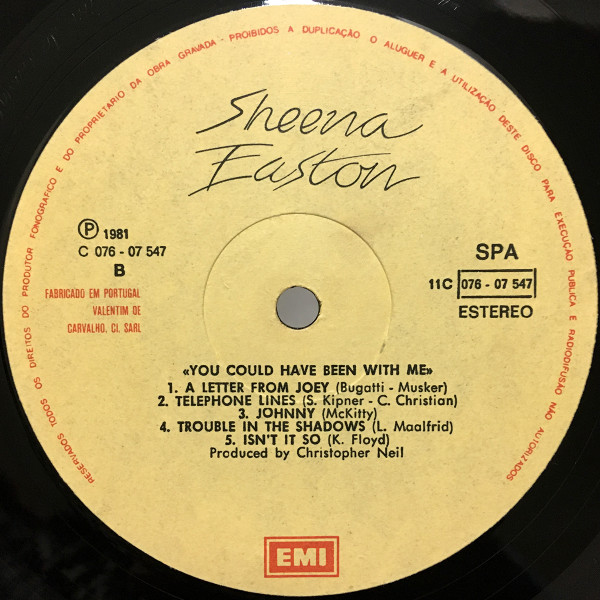 RESERVADOS TODOS OS DIREITOS DO PRODUTOR FONOGRAFICO E DO PROPRIETARIO DA OBRA GRAVADA - PROIBIDOS A DUPLICAÇÃO O ALUGUER E A UTILIZAÇÃO DESTE DISCO PARA EXECUÇÃO PUBLICA E RADIODIFUSÃO NÃO AUTORIZADOS
Sheena
Easton
Ⓟ 1981
C 076 - 07 547
B
FABRICADO EM PORTUGAL
VALENTIM DE
CARVALHO, CI. SARL
SPA
11C 076 - 07 547
ESTEREO
«YOU COULD HAVE BEEN WITH ME»
1. A LETTER FROM JOEY (Bugatti - Musker)
2. TELEPHONE LINES (S. Kipner - C. Christian)
3. JOHNNY (McKitty)
4. TROUBLE IN THE SHADOWS (L. Maalfrid)
5. ISN'T IT SO (K. Floyd)
Produced by Christopher Neil
EMI